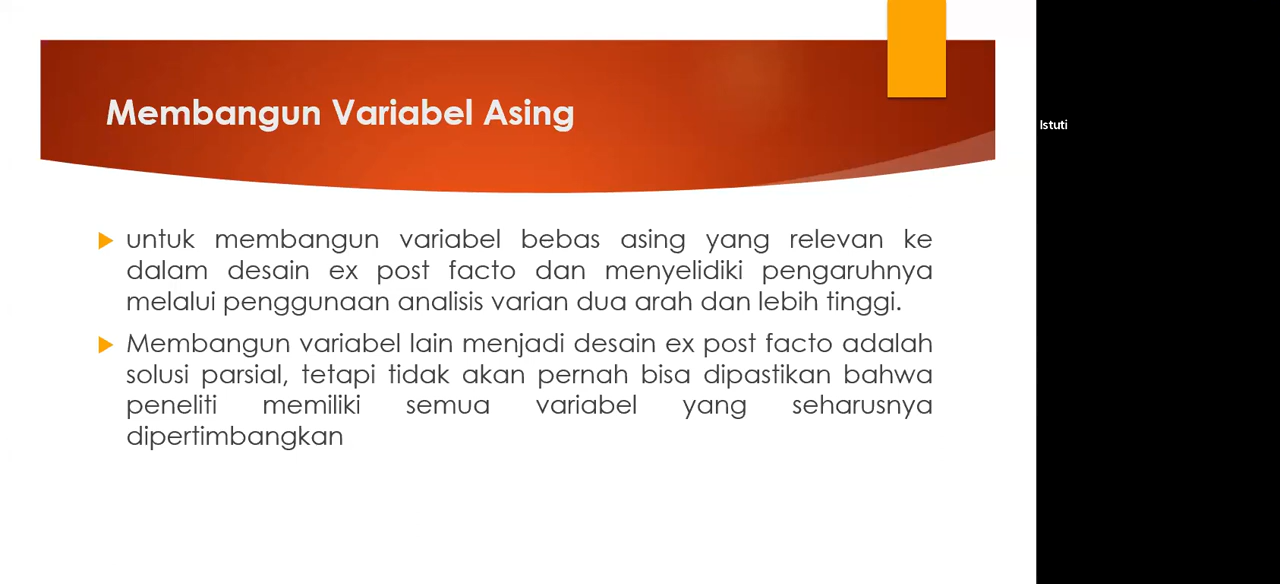 Membangun Variabel Asing
Istuti
untuk membangun variabel bebas asing yang relevan ke
dalam desain ex post facto dan menyelidiki pengaruhnya
melalui penggunaan analisis varian dua arah dan lebih tinggi.
Membangun variabel lain menjadi desain ex post facto adalah
solusi parsial, tetapi tidak akan pernah bisa dipastikan bahwa
peneliti memiliki semua variabel yang seharusnya
dipertimbangkan